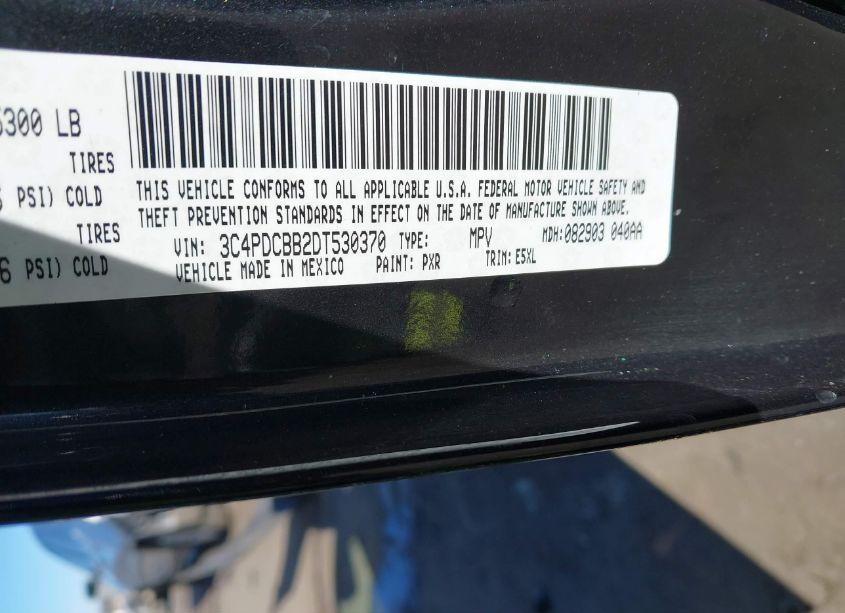 5300 LB
TIRES
PSI) COLD
TIRES
6 PSI) COLD
THIS VEHICLE CONFORMS TO ALL APPLICABLE U.S.A. FEDERAL MOTOR VEHICLE SAFETY AND
THEFT PREVENTION STANDARDS IN EFFECT ON THE DATE OF MANUFACTURE SHOWN ABOVE.
VIN: 3C4PDCBB2DT530370 TYPE: MPV MDH:082903 040AA
VEHICLE MADE IN MEXICO PAINT: PXR TRIM: E5XL